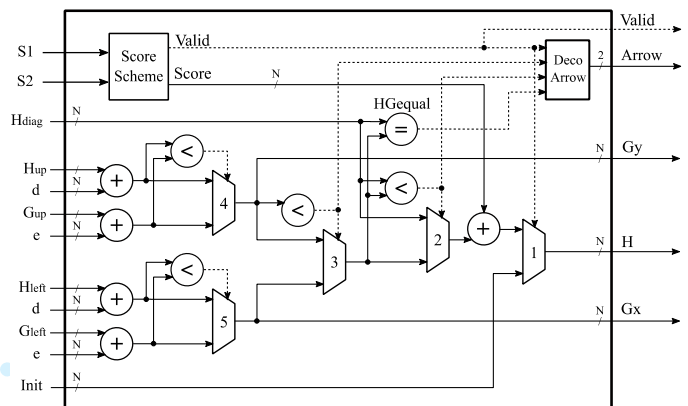 Valid
S1
Score
Scheme
Valid
Deco
Arrow
2
Arrow
S2
Score
N
Hdiag
N
HGequal
=
Hup
d
N
+
<
4
N
Gy
Gup
e
N
+
<
<
2
+
1
N
H
3
Hleft
d
N
+
<
5
N
Gx
Gleft
e
N
+
Init
N